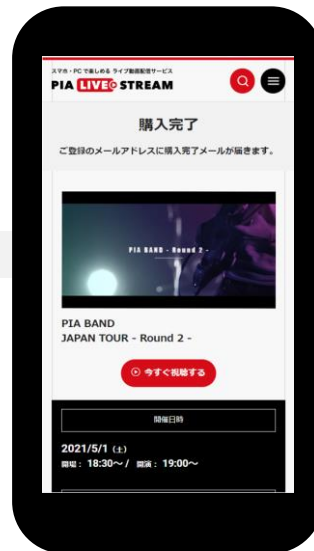 スマホ・PC で楽しめる ライブ動画配信サービス
PIA LIVE STREAM
購入完了
ご登録のメールアドレスに購入完了メールが届きます。
PIA BAND - Round 2 -
PIA BAND
JAPAN TOUR - Round 2 -
今すぐ視聴する
開催日時
2021/5/1 (土)
開場： 18:30～ / 開演： 19:00～